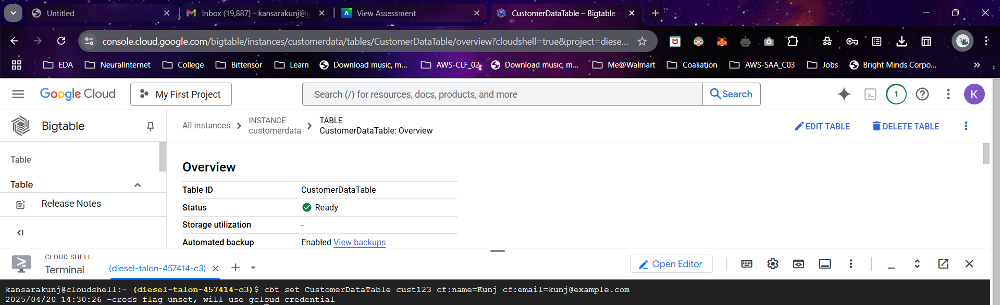 Untitled
Inbox (19,887) - kansarakunj@g
View Assessment
CustomerDataTable – Bigtable –
console.cloud.google.com/bigtable/instances/customerdata/tables/CustomerDataTable/overview?cloudshell=true&project=diese...
EDA
NeuralInternet
College
Bittensor
Learn
Download music, m...
AWS-CLF_02
Download music, m...
Me@Walmart
Coaliation
AWS-SAA_C03
Jobs
Bright Minds Corpo...
Google Cloud
My First Project
Search (/) for resources, docs, products, and more
Search
1
K
Bigtable
All instances
INSTANCE
customerdata
TABLE
CustomerDataTable: Overview
EDIT TABLE
DELETE TABLE
Table
Table
Release Notes
Overview
Table ID CustomerDataTable
Status Ready
Storage utilization -
Automated backup Enabled View backups
CLOUD SHELL
Terminal
(diesel-talon-457414-c3)
Open Editor
kansarakunj@cloudshell:~ (diesel-talon-457414-c3)$ cbt set CustomerDataTable cust123 cf:name=Kunj cf:email=kunj@example.com
2025/04/20 14:30:26 -creds flag unset, will use gcloud credential